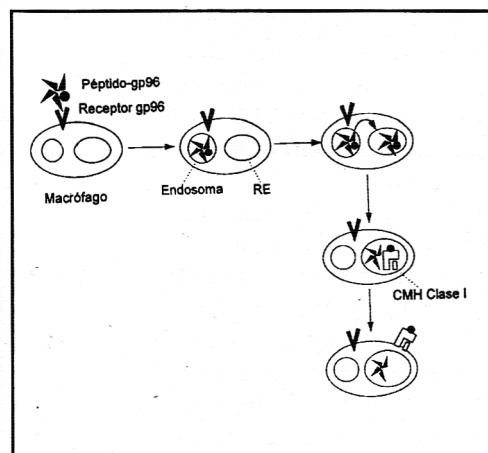 Péptido-gp96
Receptor gp96
Macrófago
Endosoma
RE
CMH Clase I